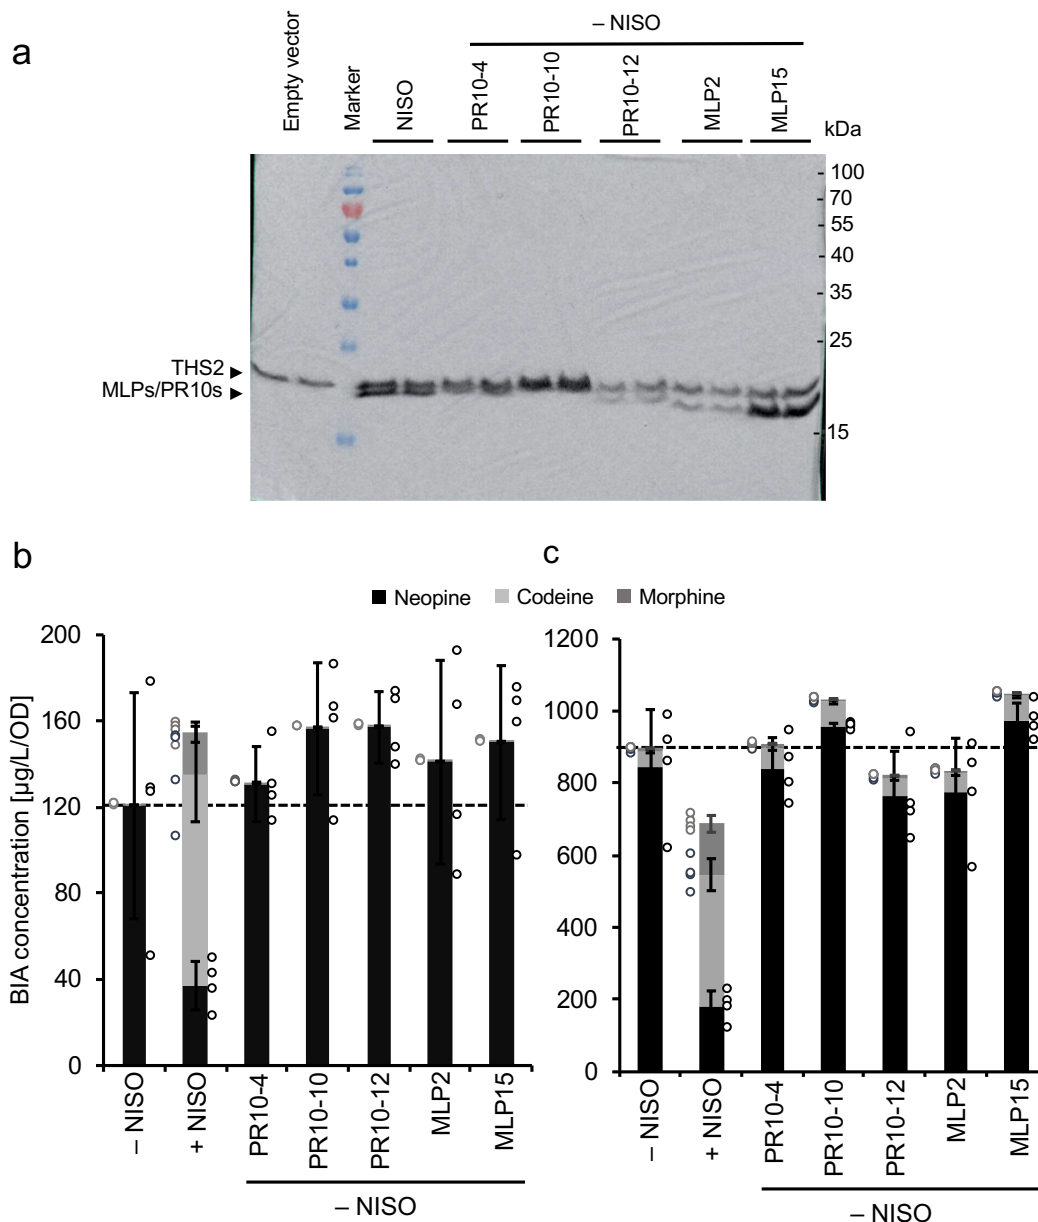 a
– NISO
Empty vector
Marker
NISO
PR10-4
PR10-10
PR10-12
MLP2
MLP15
kDa
100
70
55
40
35
25
15
THS2
MLPs/PR10s
b
c
Neopine Codeine Morphine
BIA concentration [µg/L/OD]
200
160
120
80
40
0
– NISO
+ NISO
PR10-4
PR10-10
PR10-12
MLP2
MLP15
– NISO
1200
1000
800
600
400
200
0
– NISO
+ NISO
PR10-4
PR10-10
PR10-12
MLP2
MLP15
– NISO